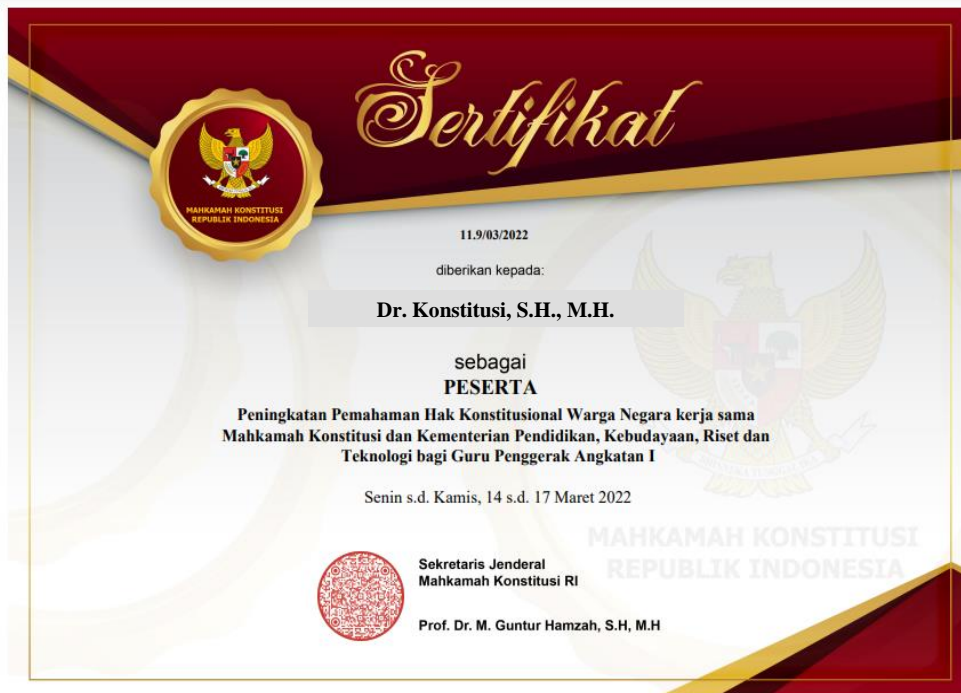 Sertifikat
MAHKAMAH KONSTITUSI
REPUBLIK INDONESIA
11.9/03/2022
diberikan kepada:
Dr. Konstitusi, S.H., M.H.
sebagai
PESERTA
Peningkatan Pemahaman Hak Konstitusional Warga Negara kerja sama
Mahkamah Konstitusi dan Kementerian Pendidikan, Kebudayaan, Riset dan
Teknologi bagi Guru Penggerak Angkatan I
Senin s.d. Kamis, 14 s.d. 17 Maret 2022
MAHKAMAH KONSTITUSI
REPUBLIK INDONESIA
Sekretaris Jenderal
Mahkamah Konstitusi RI
Prof. Dr. M. Guntur Hamzah, S.H, M.H